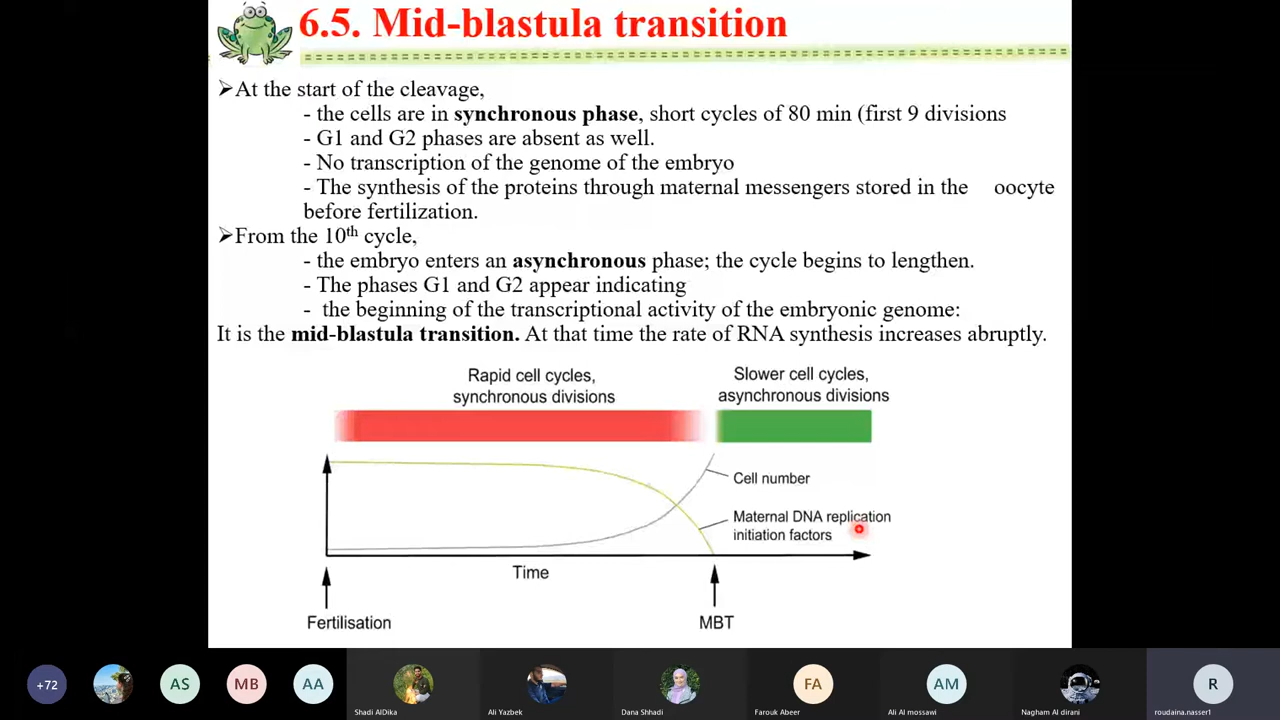 6.5. Mid-blastula transition
➢At the start of the cleavage,
- the cells are in synchronous phase, short cycles of 80 min (first 9 divisions
- G1 and G2 phases are absent as well.
- No transcription of the genome of the embryo
- The synthesis of the proteins through maternal messengers stored in the oocyte
before fertilization.
➢From the 10th cycle,
- the embryo enters an asynchronous phase; the cycle begins to lengthen.
- The phases G1 and G2 appear indicating
- the beginning of the transcriptional activity of the embryonic genome:
It is the mid-blastula transition. At that time the rate of RNA synthesis increases abruptly.
Rapid cell cycles,
synchronous divisions
Slower cell cycles,
asynchronous divisions
Cell number
Maternal DNA replication
initiation factors
Time
Fertilisation
MBT
+72
AS
MB
AA
Shadi AlDika
Ali Yazbek
Dana Shhadi
FA
Farouk Abeer
AM
Ali Al mossawi
Nagham Al dirani
R
roudaina.nasser1